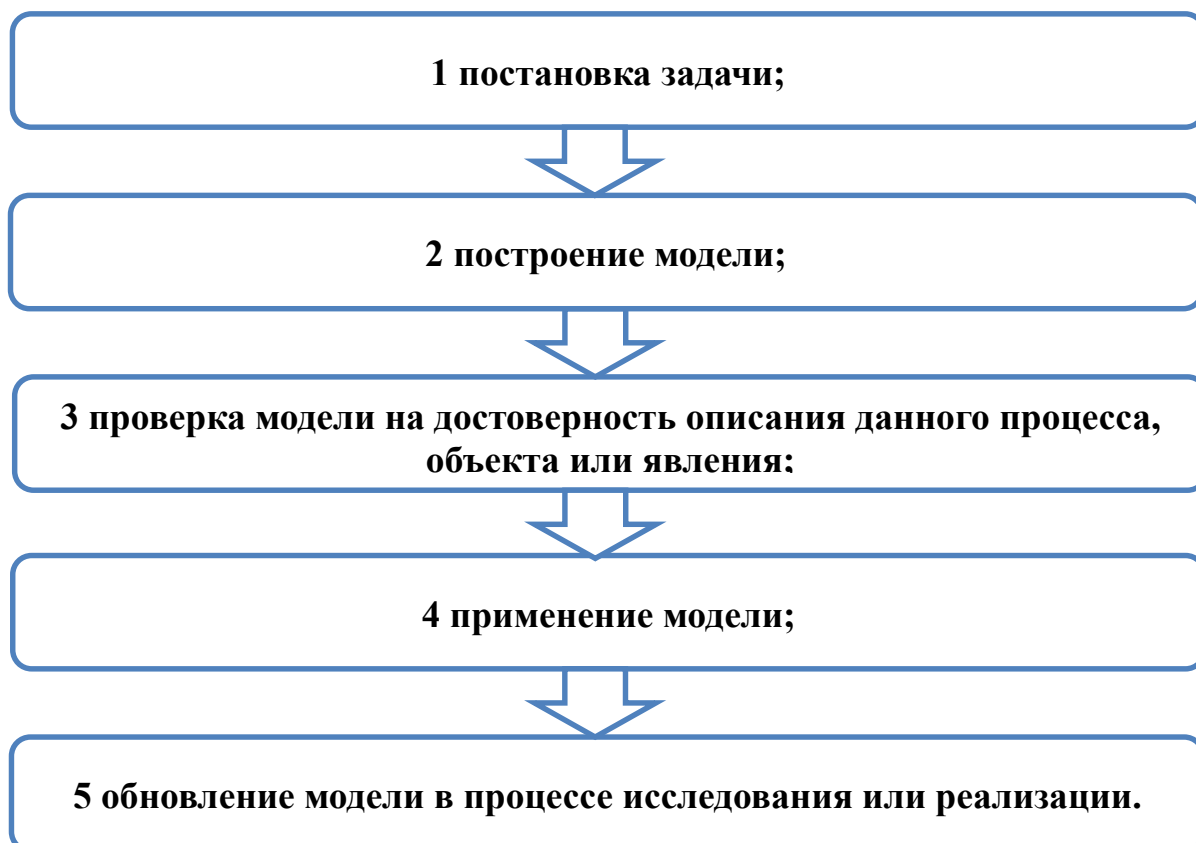 1 постановка задачи;
2 построение модели;
3 проверка модели на достоверность описания данного процесса,
объекта или явления;
4 применение модели;
5 обновление модели в процессе исследования или реализации.